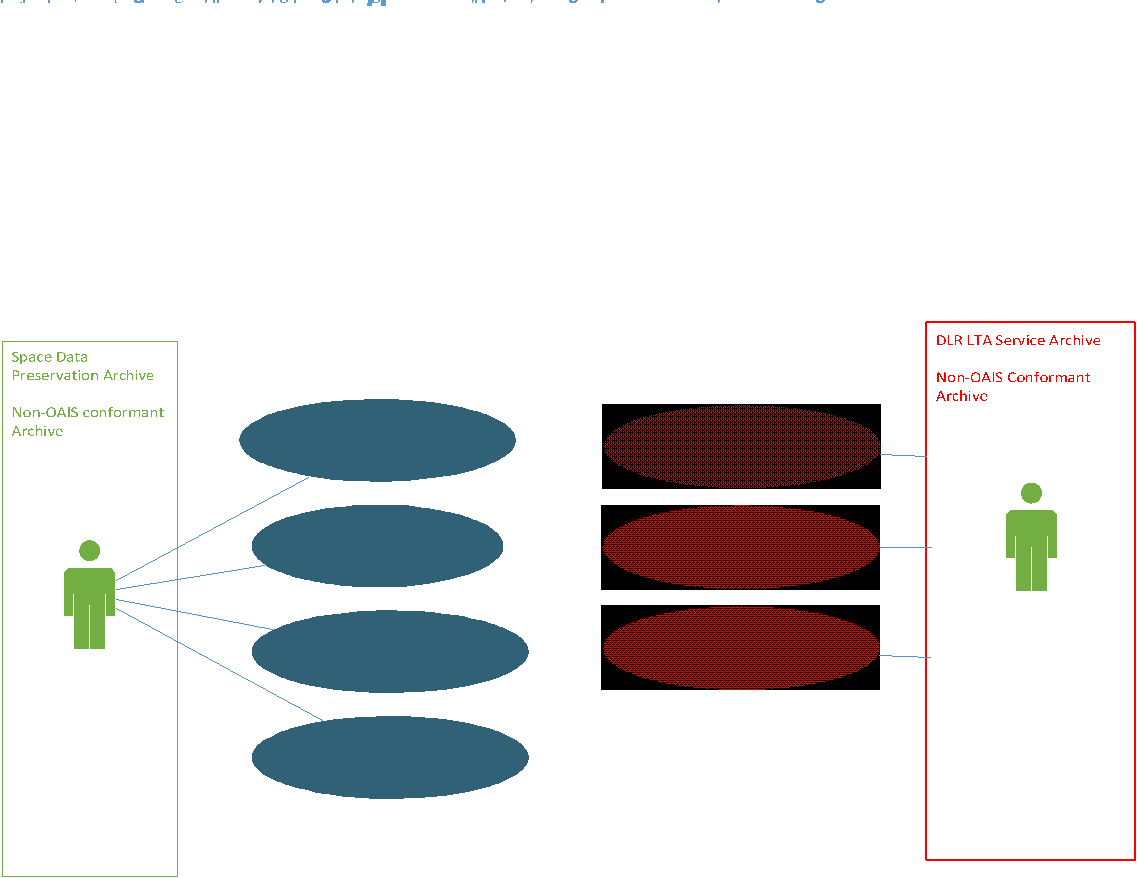 Space Data
Preservation Archive
Non-OAIS conformant
Archive
DLR LTA Service Archive
Non-OAIS Conformant
Archive